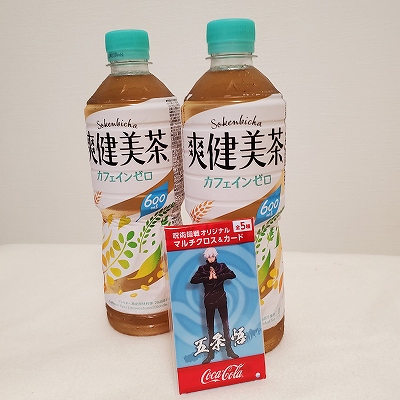 Sokenbicha
爽健美茶
カフェインゼロ
600
Sokenbicha
爽健美茶
カフェインゼロ
600
呪術廻戦オリジナル
マルチクロス&カード
全5種
五条 悟
Coca-Cola